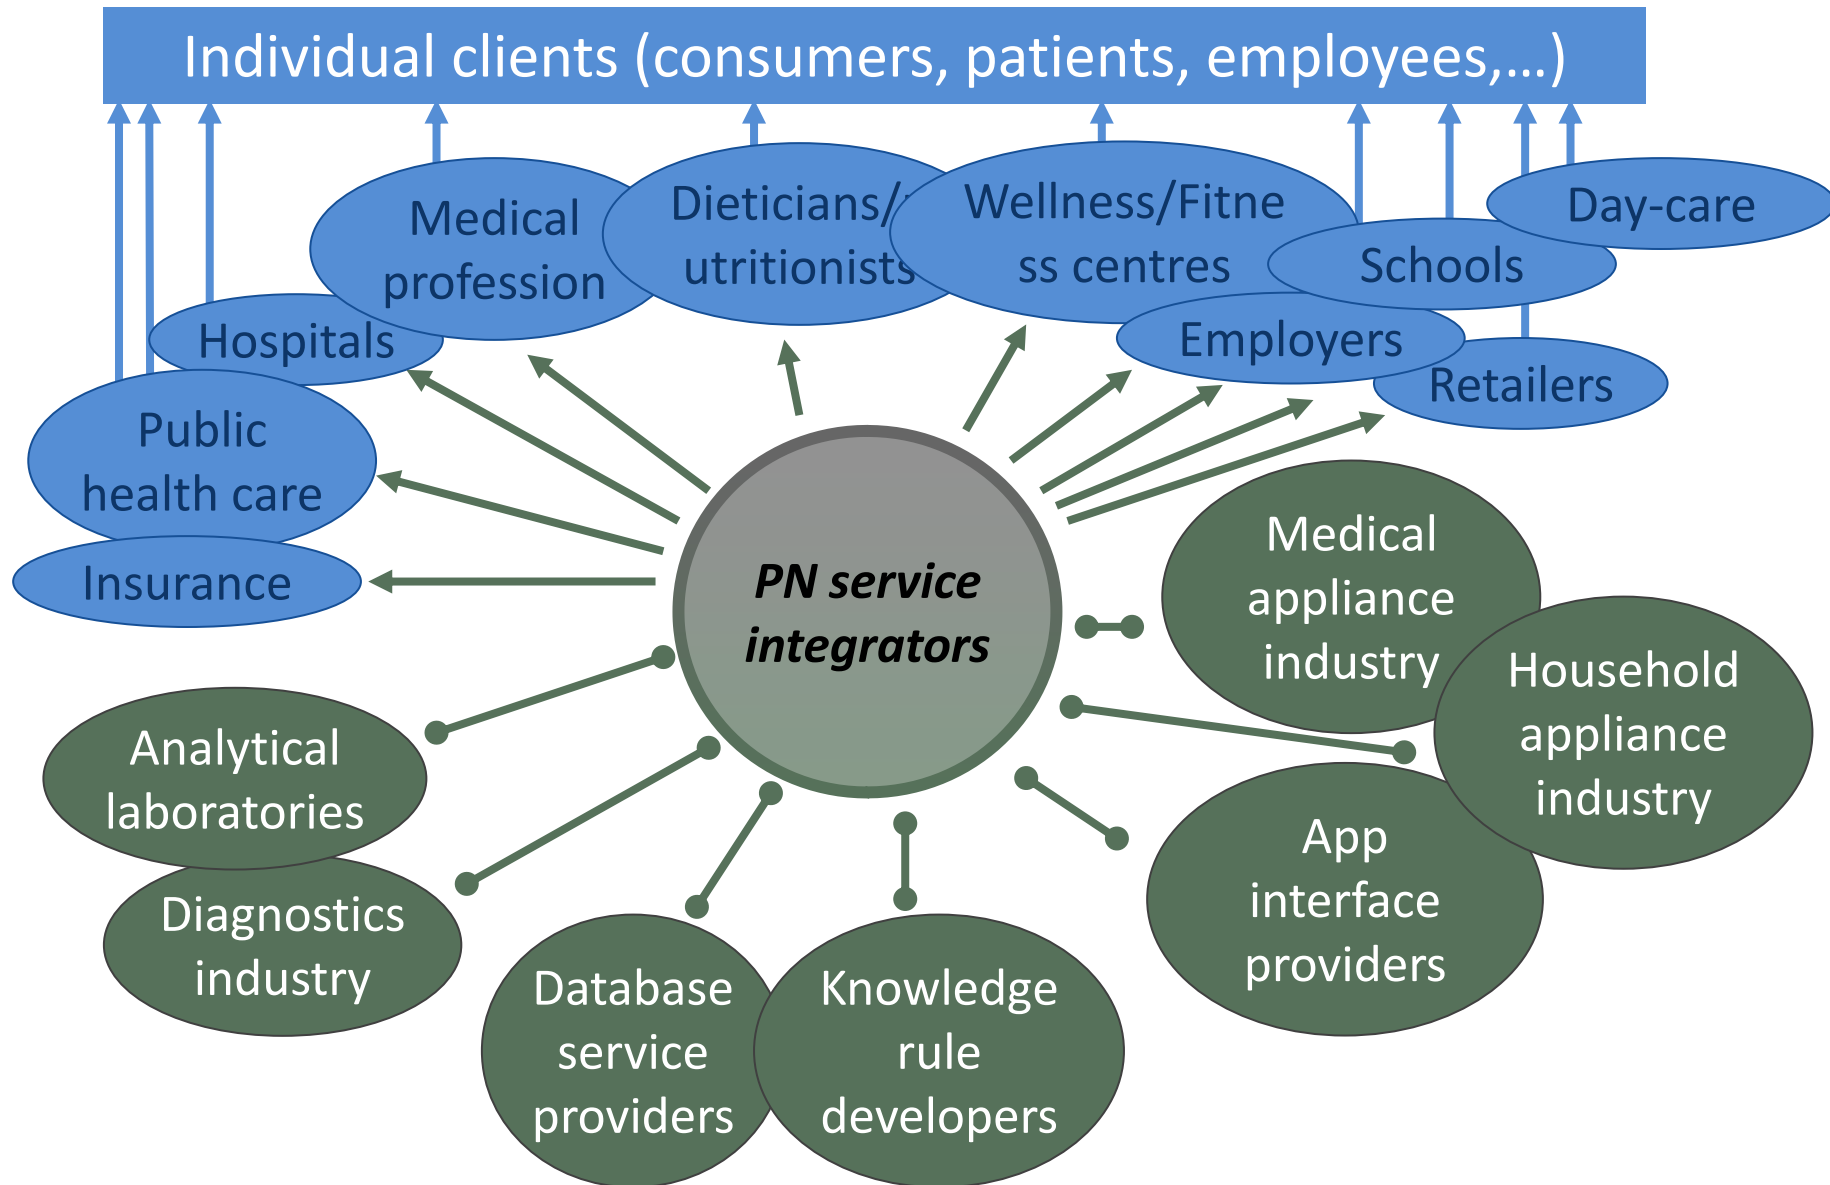 Individual clients (consumers, patients, employees,...)
Medical
profession
Dieticians/
utritionists
Wellness/Fitne
ss centres
Day-care
Schools
Hospitals
Employers
Retailers
Public
health care
Insurance
PN service
integrators
Medical
appliance
industry
Household
appliance
industry
Analytical
laboratories
App
interface
providers
Diagnostics
industry
Database
service
providers
Knowledge
rule
developers